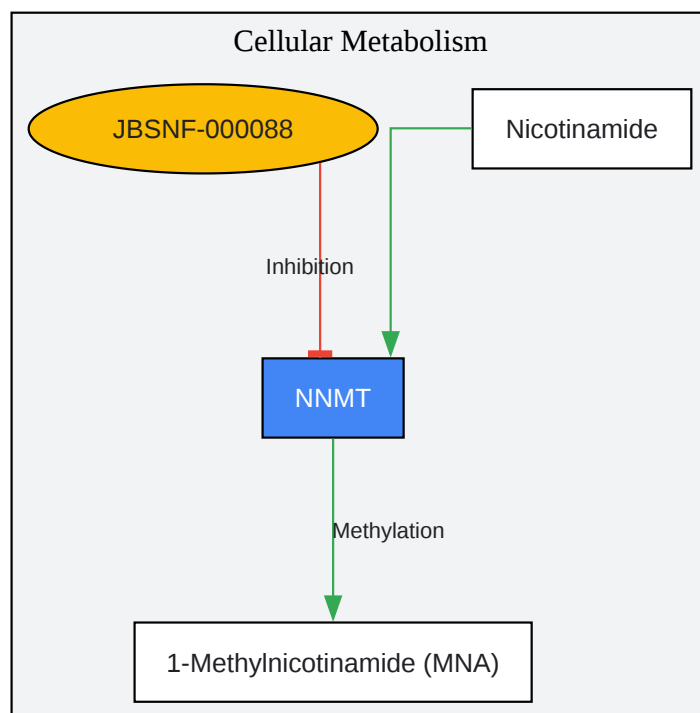 Cellular Metabolism
JBSNF-000088
Nicotinamide
Inhibition
NNMT
Methylation
1-Methylnicotinamide (MNA)